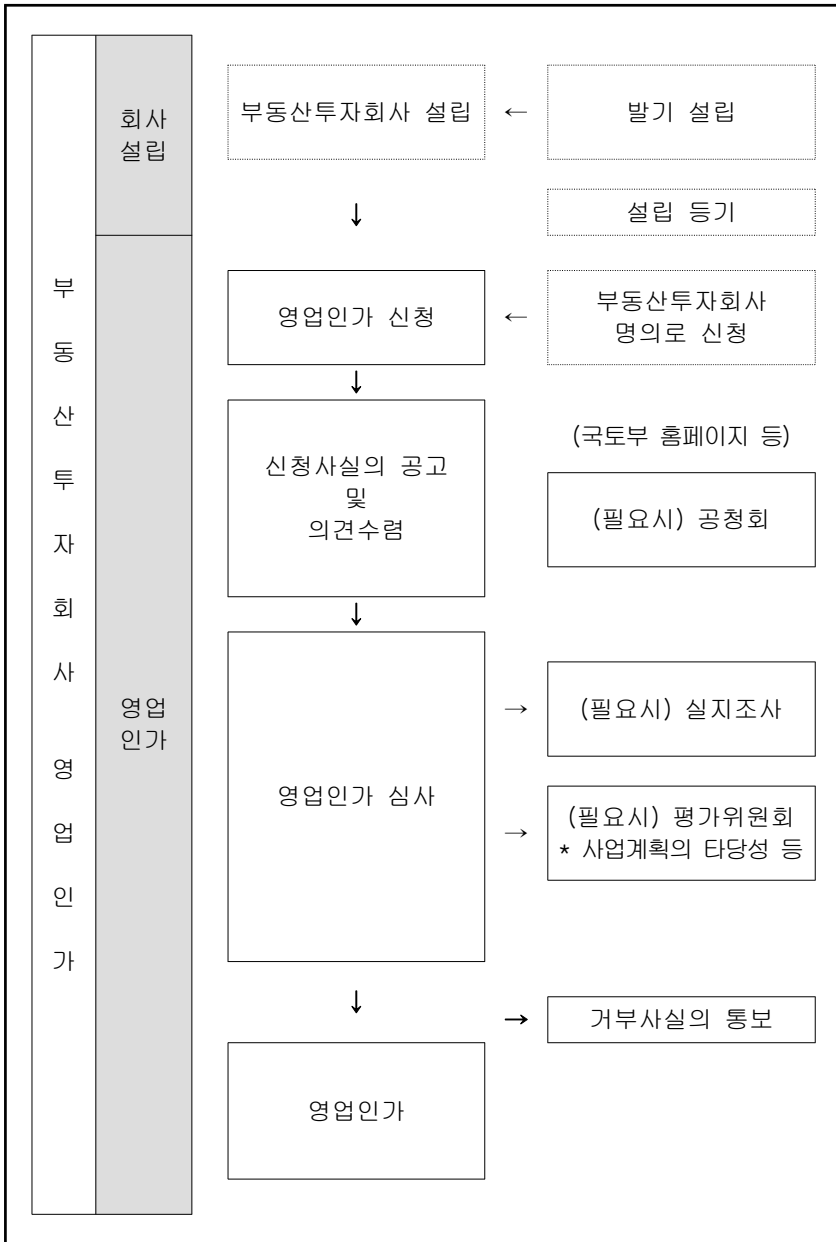 부동산투자회사 영업인가
회사
설립
부동산투자회사 설립 ← 발기 설립
↓
설립 등기
영업
인가
영업인가 신청 ← 부동산투자회사
명의로 신청
↓
신청사실의 공고
및
의견수렴
(국토부 홈페이지 등)
(필요시) 공청회
↓
영업인가 심사
→ (필요시) 실지조사
→ (필요시) 평가위원회
* 사업계획의 타당성 등
↓
→ 거부사실의 통보
영업인가